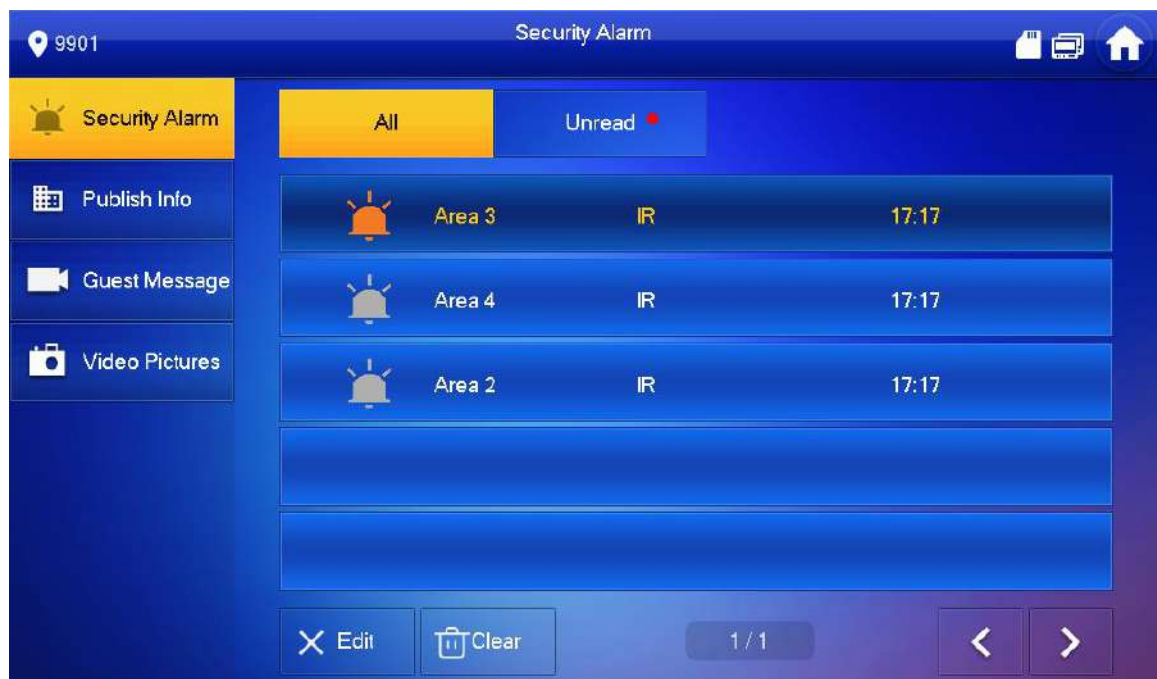 9901
Security Alarm
Security Alarm
Publish Info
Guest Message
Video Pictures
All
Unread
Area 3 IR 17:17
Area 4 IR 17:17
Area 2 IR 17:17
Edit
Clear
1/1